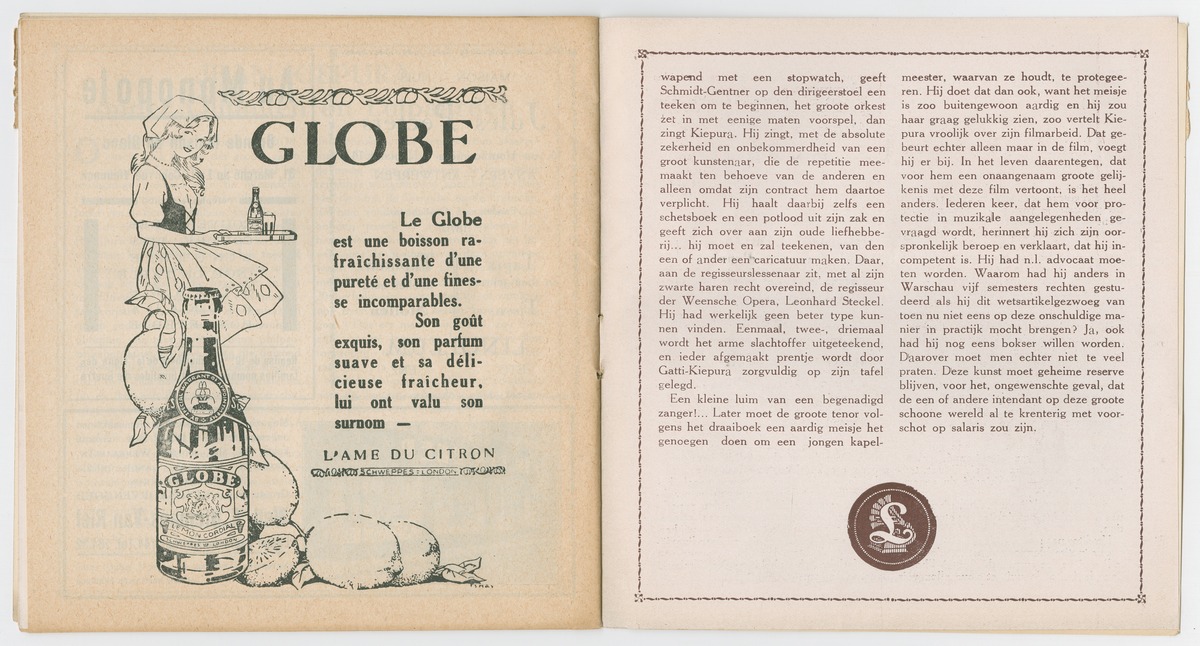 GLOBE
Le Globe
est une boisson ra-
fraîchissante d'une
pureté et d'une fines-
se incomparables.
Son goût
exquis, son parfum
suave et sa déli-
cieuse fraîcheur,
lui ont valu son
surnom —
L'AME DU CITRON
SCHWEPPES : LONDON
GLOBE
LEMON CORDIAL
SCHWEPPES OF LONDON
wapend met een stopwatch, geeft
Schmidt-Gentner op den dirigeerstoel een
teeken om te beginnen, het groote orkest
zet in met eenige maten voorspel, dan
zingt Kiepura. Hij zingt, met de absolute
zekerheid en onbekommerdheid van een
groot kunstenaar, die de repetitie mee-
maakt ten behoeve van de anderen en
alleen omdat zijn contract hem daartoe
verplicht. Hij haalt daarbij zelfs een
schetsboek en een potlood uit zijn zak en
geeft zich over aan zijn oude liefhebbe-
rij... hij moet en zal teekenen, van den
een of ander een caricatuur maken. Daar,
aan de regisseurslessenaar zit, met al zijn
zwarte haren recht overeind, de regisseur
der Weensche Opera, Leonhard Steckel.
Hij had werkelijk geen beter type kun-
nen vinden. Eenmaal, twee-, driemaal
wordt het arme slachtoffer uitgeteekend,
en ieder afgemaakt prentje wordt door
Gatti-Kiepura zorgvuldig op zijn tafel
gelegd.
Een kleine luim van een begenadigd
zanger!... Later moet de groote tenor vol-
gens het draaiboek een aardig meisje het
genoegen doen om een jongen kapel-
meester, waarvan ze houdt, te protegee-
ren. Hij doet dat dan ook, want het meisje
is zoo buitengewoon aardig en hij zou
haar graag gelukkig zien, zoo vertelt Kie-
pura vroolijk over zijn filmarbeid. Dat ge-
beurt echter alleen maar in de film, voegt
hij er bij. In het leven daarentegen, dat
voor hem een onaangenaam groote gelij-
kenis met deze film vertoont, is het heel
anders. Iederen keer, dat hem voor pro-
tectie in muzikale aangelegenheden ge-
vraagd wordt, herinnert hij zich zijn oor-
spronkelijk beroep en verklaart, dat hij in-
competent is. Hij had n.l. advocaat moe-
ten worden. Waarom had hij anders in
Warschau vijf semesters rechten gestu-
deerd als hij dit wetsartikelgezwoeg van
toen nu niet eens op deze onschuldige ma-
nier in practijk mocht brengen? Ja, ook
had hij nog eens bokser willen worden.
Daarover moet men echter niet te veel
praten. Deze kunst moet geheime reserve
blijven, voor het, ongewenschte geval, dat
de een of andere intendant op deze groote
schoone wereld al te krenterig met voor-
schot op salaris zou zijn.
L